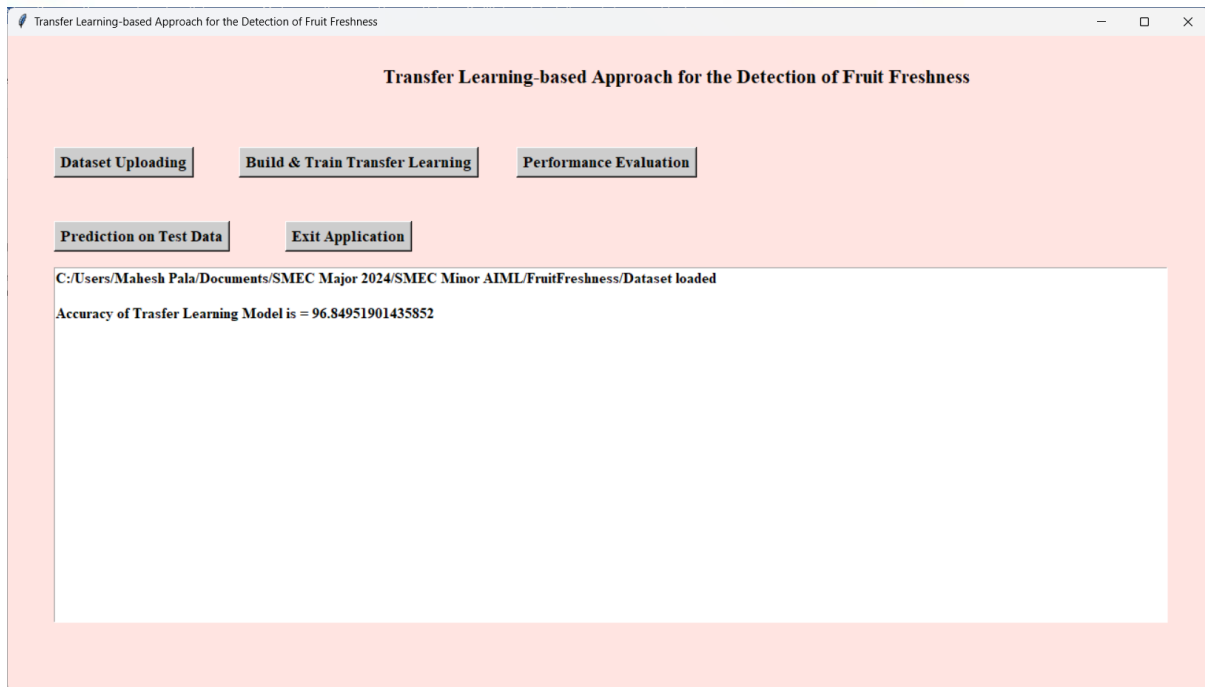 Transfer Learning-based Approach for the Detection of Fruit Freshness
Transfer Learning-based Approach for the Detection of Fruit Freshness
Dataset Uploading
Build & Train Transfer Learning
Performance Evaluation
Prediction on Test Data
Exit Application
C:/Users/Mahesh Pala/Documents/SMEC Major 2024/SMEC Minor AIML/FruitFreshness/Dataset loaded
Accuracy of Trasfer Learning Model is = 96.84951901435852